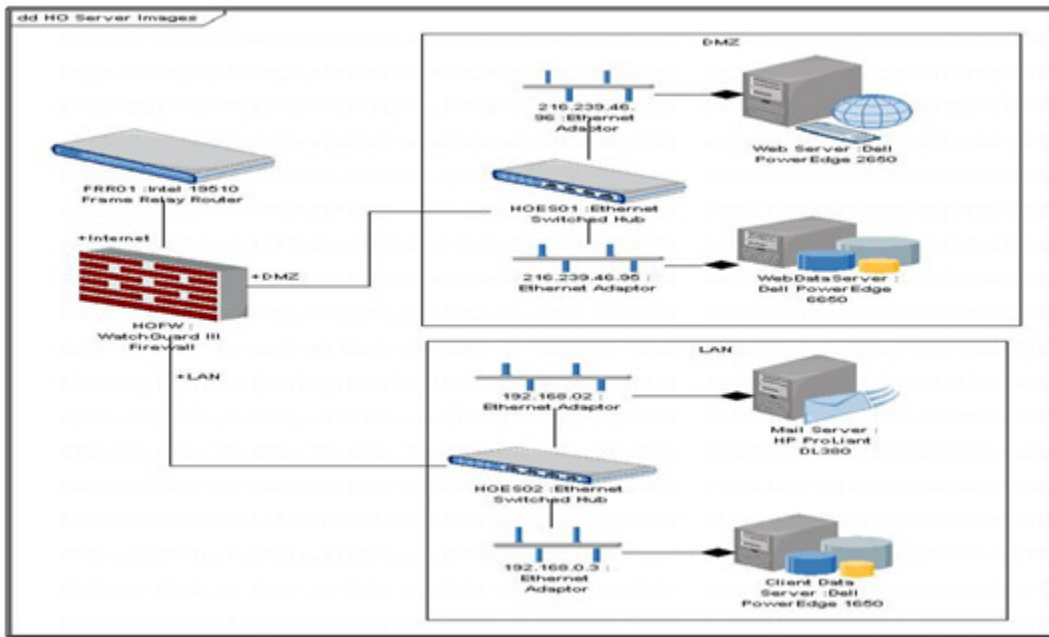 dd HO Server Images
DMZ
216.239.46.
96 :Ethernet
Adaptor
Web Server :Dell
PowerEdge 2650
FRR01 :Intel 19510
Frame Relay Router
HOES01 :Ethernet
Switched Hub
+Internet
+DMZ
216.239.46.95 :
Ethernet Adaptor
WebDataServer :
Dell PowerEdge
6650
HOFW :
WatchGuard III
Firewall
LAN
+LAN
192.168.02 :
Ethernet Adaptor
Mail Server :
HP ProLiant
DL380
HOES02 :Ethernet
Switched Hub
192.168.0.3 :
Ethernet
Adaptor
Client Data
Server :Dell
PowerEdge 1650